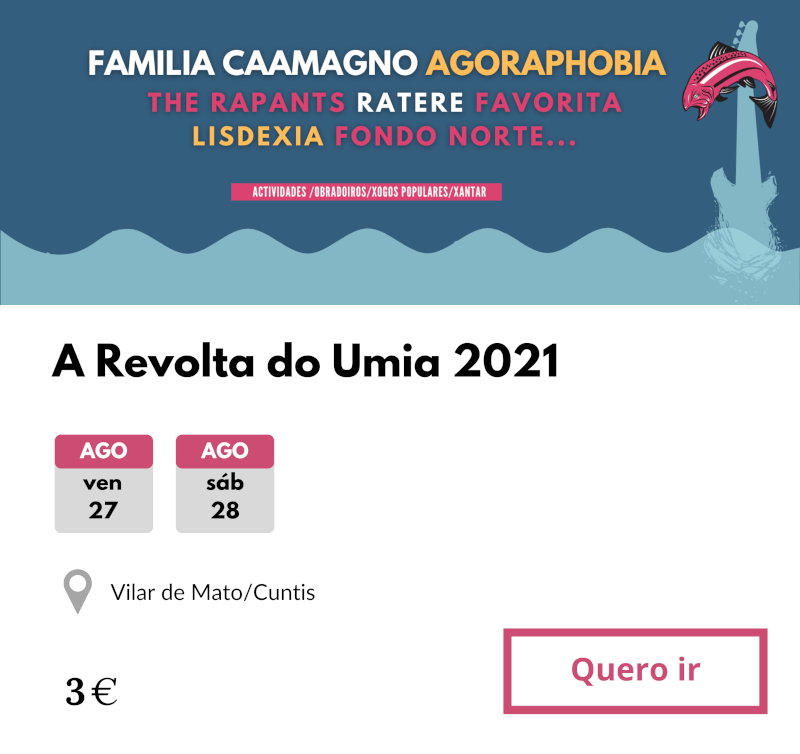 FAMILIA CAAMAGNO AGORAPHOBIA
THE RAPANTS RATERE FAVORITA
LISDEXIA FONDO NORTE...
ACTIVIDADES /OBRADOIROS/XOGOS POPULARES/XANTAR
A Revolta do Umia 2021
AGO AGO
ven sáb
27 28
Vilar de Mato/Cuntis
3 €
Quero ir